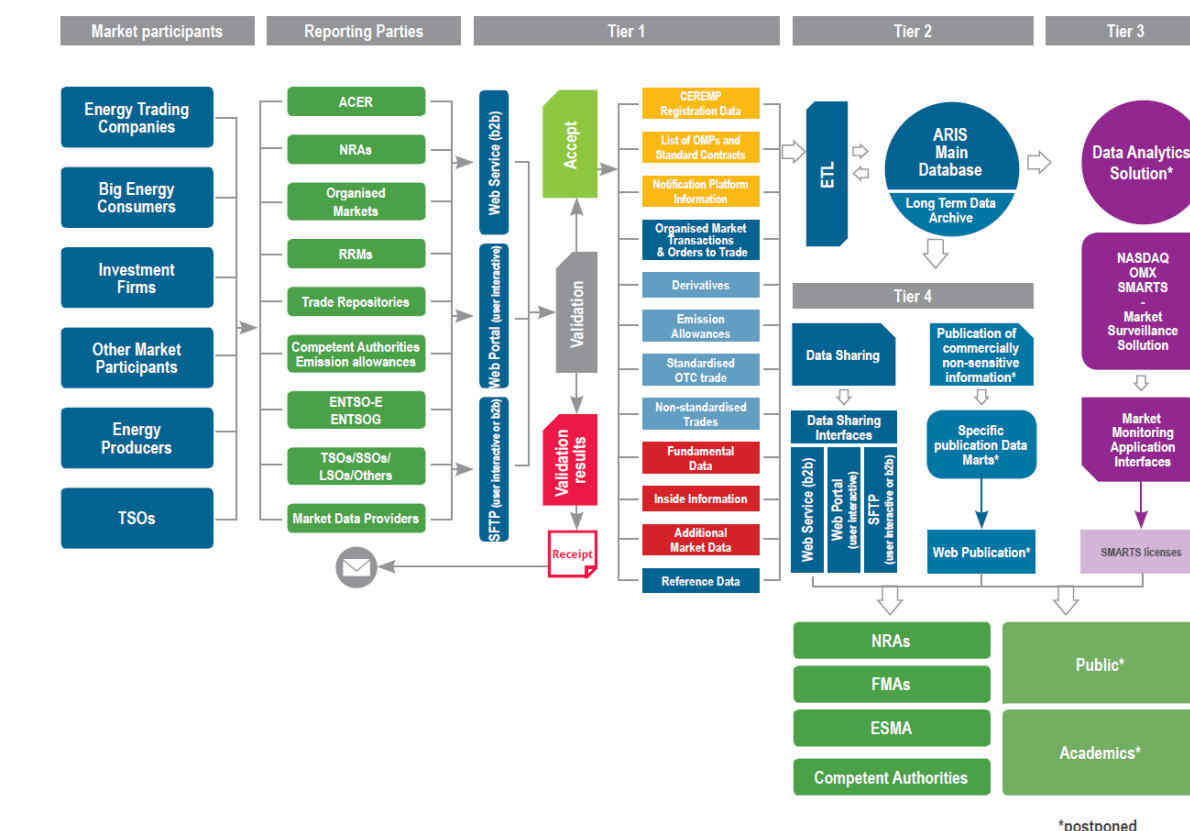 Market participants
Reporting Parties
Tier 1
Tier 2
Tier 3
Energy Trading
Companies
Big Energy
Consumers
Investment
Firms
Other Market
Participants
Energy
Producers
TSOs
ACER
NRAs
Organised
Markets
RRMs
Trade Repositories
Competent Authorities
Emission allowances
ENTSO-E
ENTSOG
TSOs/SSOs/
LSOs/Others
Market Data Providers
Web Service (b2b)
Web Portal (user interactive)
SFTP (user interactive or b2b)
Accept
Validation
Validation
results
Receipt
CEREMP
Registration Data
List of OMPs and
Standard Contracts
Notification Platform
Information
Organised Market
Transactions
& Orders to Trade
Derivatives
Emission
Allowances
Standardised
OTC trade
Non-standardised
Trades
Fundamental
Data
Inside Information
Additional
Market Data
Reference Data
ETL
ARIS
Main
Database
Long Term Data
Archive
Tier 4
Data Sharing
Data Sharing
Interfaces
Web Service (b2b)
Web Portal
(user interactive)
SFTP
(user interactive or b2b)
Publication of
commercially
non-sensitive
information*
Specific
publication Data
Marts*
Web Publication*
Data Analytics
Solution*
NASDAQ
OMX
SMARTS
-
Market
Surveillance
Sollution
Market
Monitoring
Application
Interfaces
SMARTS licenses
NRAs
FMAs
ESMA
Competent Authorities
Public*
Academics*
*postponed